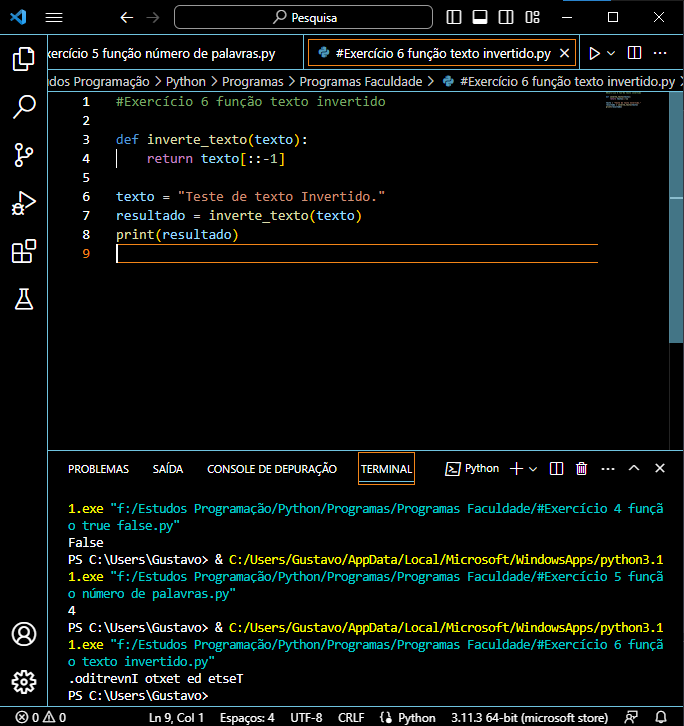 Pesquisa
xercício 5 função número de palavras.py
#Exercício 6 função texto invertido.py
dos Programação > Python > Programas > Programas Faculdade > #Exercício 6 função texto invertido.py >
1 #Exercício 6 função texto invertido
2
3 def inverte_texto(texto):
4     return texto[::-1]
5
6 texto = "Teste de texto Invertido."
7 resultado = inverte_texto(texto)
8 print(resultado)
9
PROBLEMAS SAÍDA CONSOLE DE DEPURAÇÃO TERMINAL Python
1.exe "f:/Estudos Programação/Python/Programas/Programas Faculdade/#Exercício 4 funçã
o true false.py"
False
PS C:\Users\Gustavo> & C:/Users/Gustavo/AppData/Local/Microsoft/WindowsApps/python3.1
1.exe "f:/Estudos Programação/Python/Programas/Programas Faculdade/#Exercício 5 funçã
o número de palavras.py"
4
PS C:\Users\Gustavo> & C:/Users/Gustavo/AppData/Local/Microsoft/WindowsApps/python3.1
1.exe "f:/Estudos Programação/Python/Programas/Programas Faculdade/#Exercício 6 funçã
o texto invertido.py"
.oditrevnI otxet ed etseT
PS C:\Users\Gustavo>
0 0 Ln 9, Col 1 Espaços: 4 UTF-8 CRLF Python 3.11.3 64-bit (microsoft store)